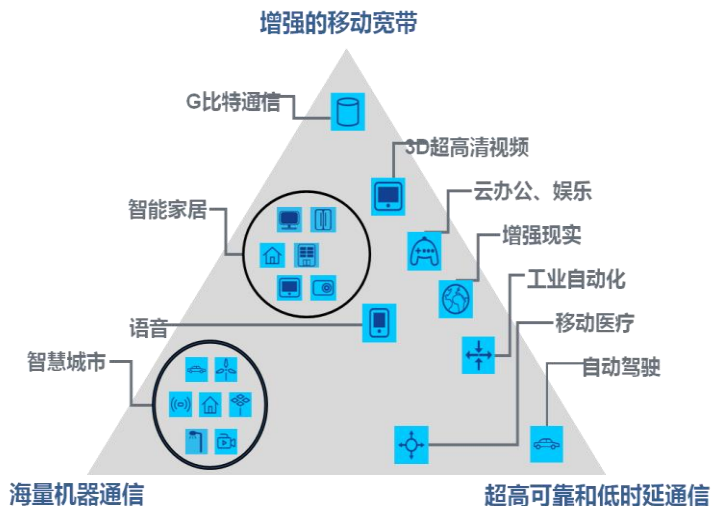 增强的移动宽带
G比特通信
3D超高清视频
云办公、娱乐
智能家居
增强现实
工业自动化
语音
移动医疗
智慧城市
自动驾驶
海量机器通信
超高可靠和低时延通信